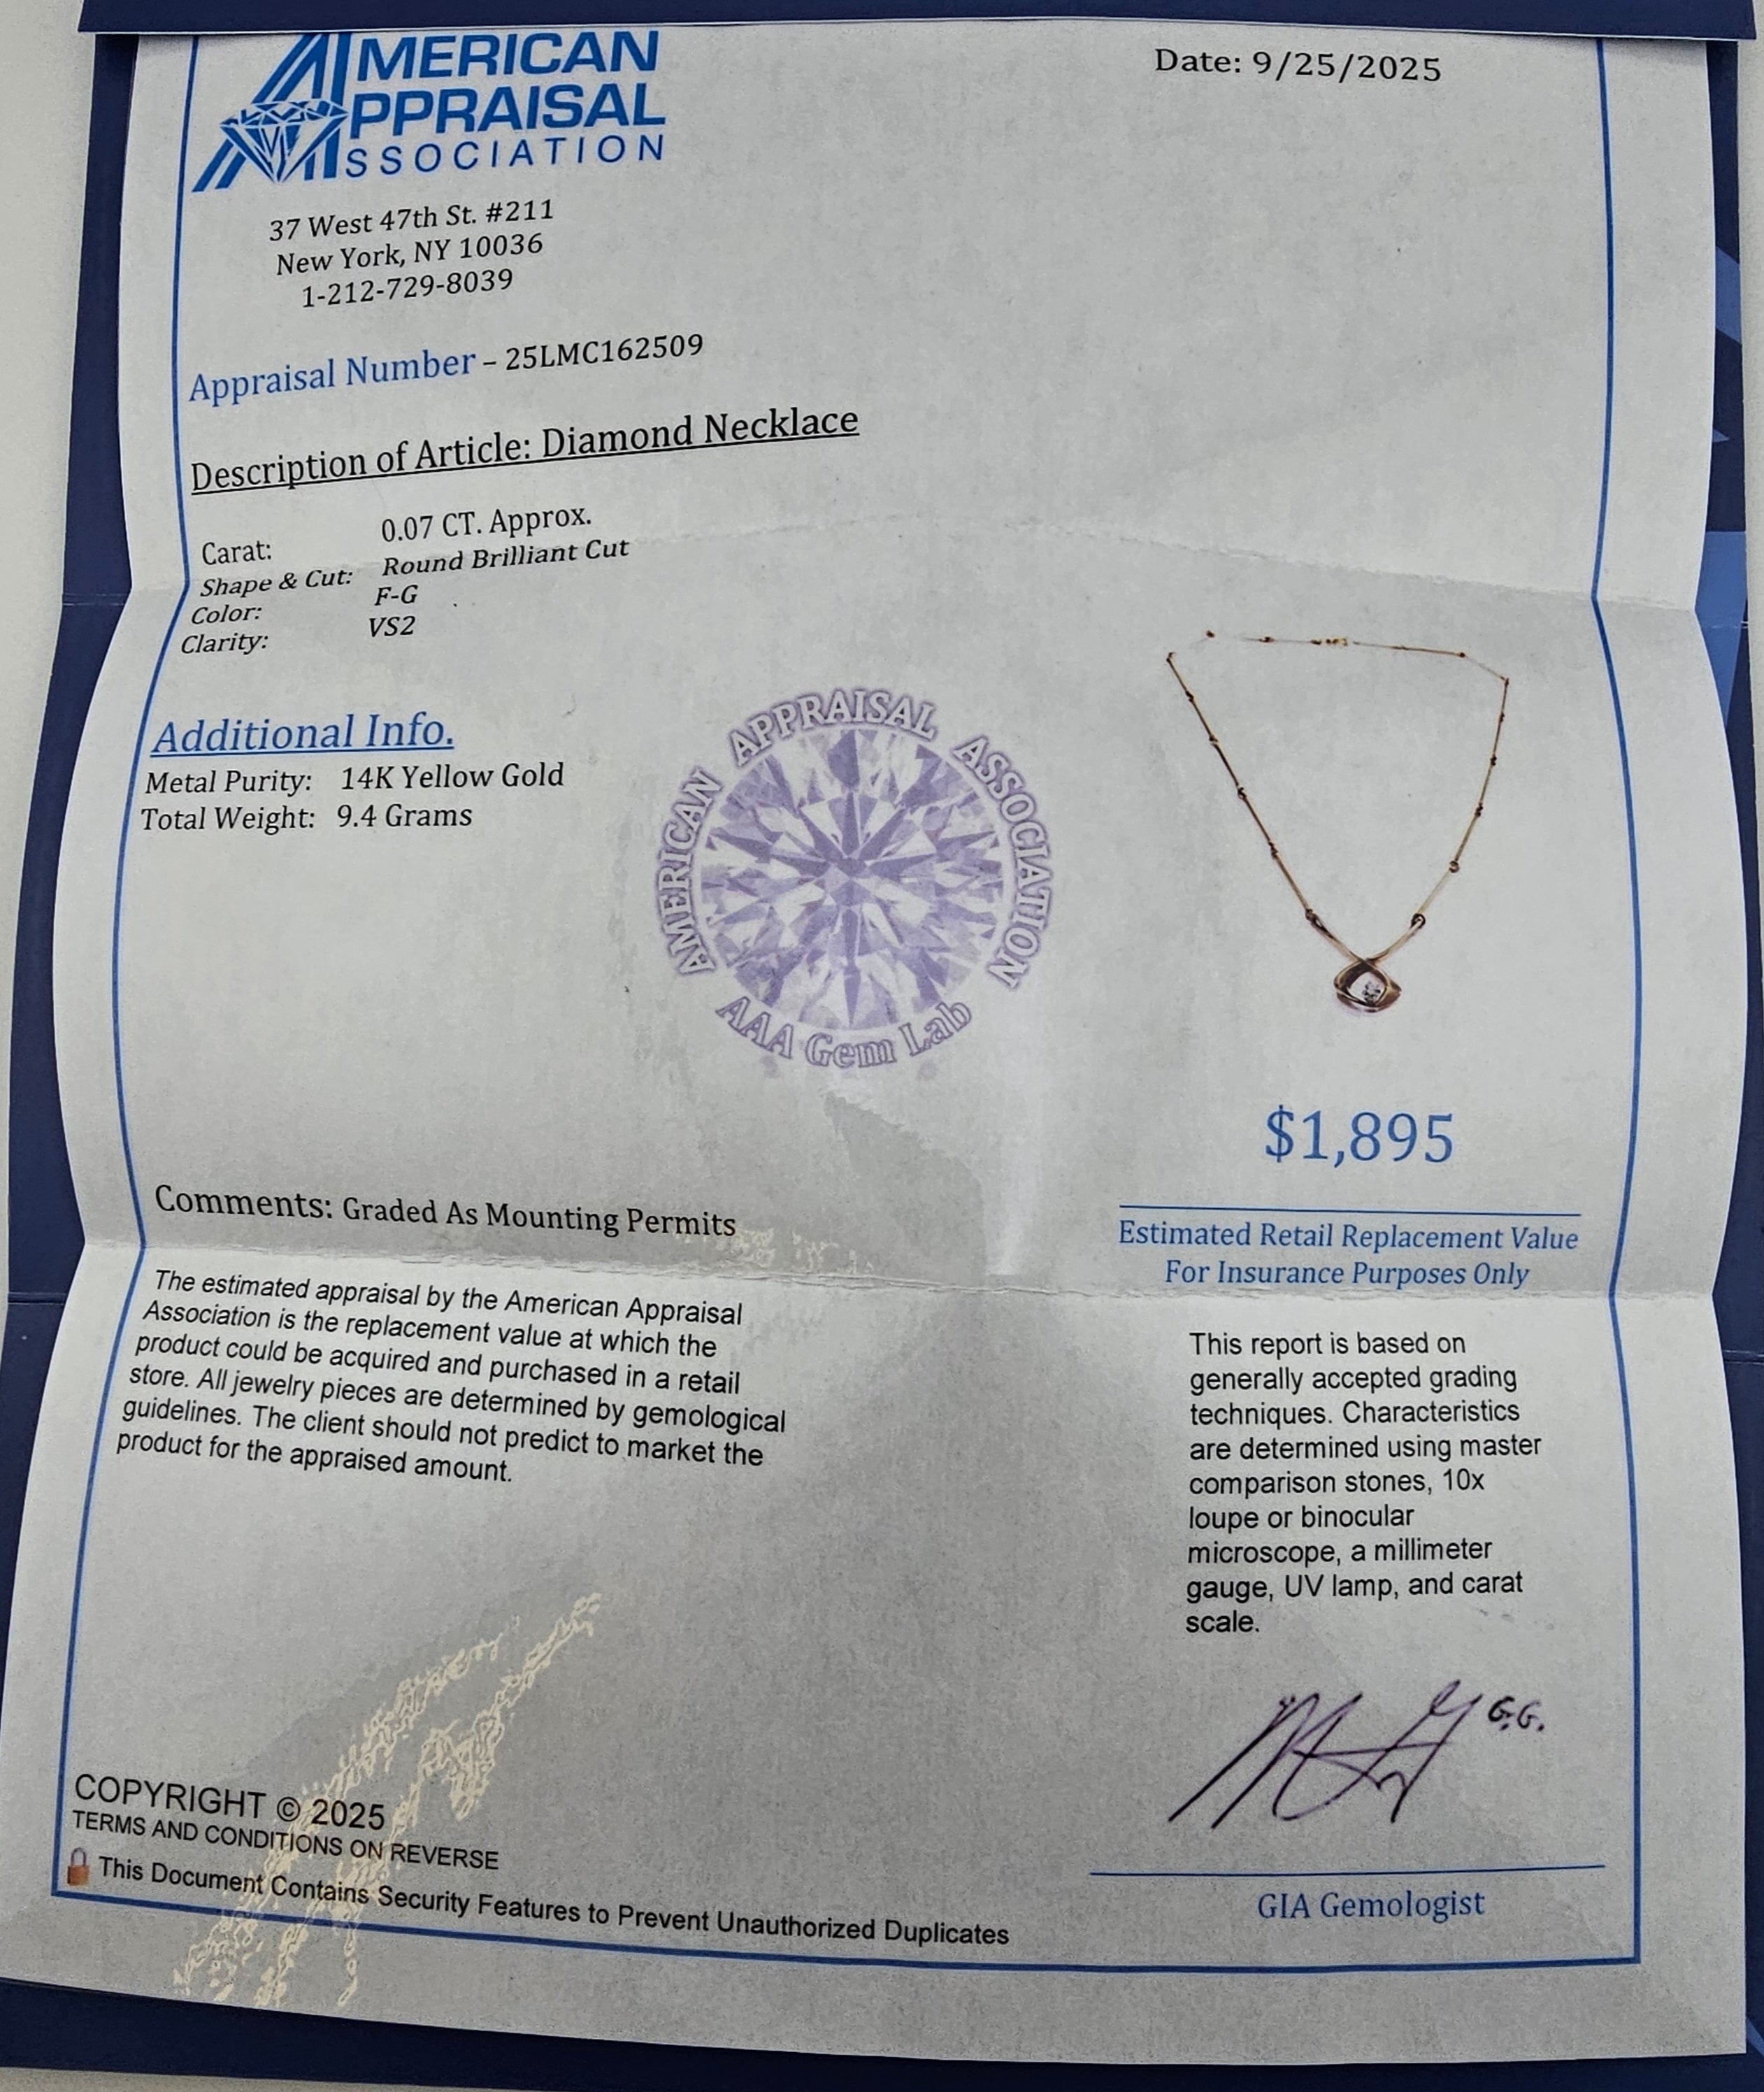 AMERICAN
APPRAISAL
ASSOCIATION
Date: 9/25/2025
37 West 47th St. #211
New York, NY 10036
1-212-729-8039
Appraisal Number – 25LMC162509
Description of Article: Diamond Necklace
Carat: 0.07 CT. Approx.
Shape & Cut: Round Brilliant Cut
Color: F-G
Clarity: VS2
Additional Info.
Metal Purity: 14K Yellow Gold
Total Weight: 9.4 Grams
AMERICAN APPRAISAL ASSOCIATION
AAA Gem Lab
$1,895
Estimated Retail Replacement Value
For Insurance Purposes Only
Comments: Graded As Mounting Permits
The estimated appraisal by the American Appraisal
Association is the replacement value at which the
product could be acquired and purchased in a retail
store. All jewelry pieces are determined by gemological
guidelines. The client should not predict to market the
product for the appraised amount.
This report is based on
generally accepted grading
techniques. Characteristics
are determined using master
comparison stones, 10x
loupe or binocular
microscope, a millimeter
gauge, UV lamp, and carat
scale.
G.G.
GIA Gemologist
COPYRIGHT © 2025
TERMS AND CONDITIONS ON REVERSE
This Document Contains Security Features to Prevent Unauthorized Duplicates